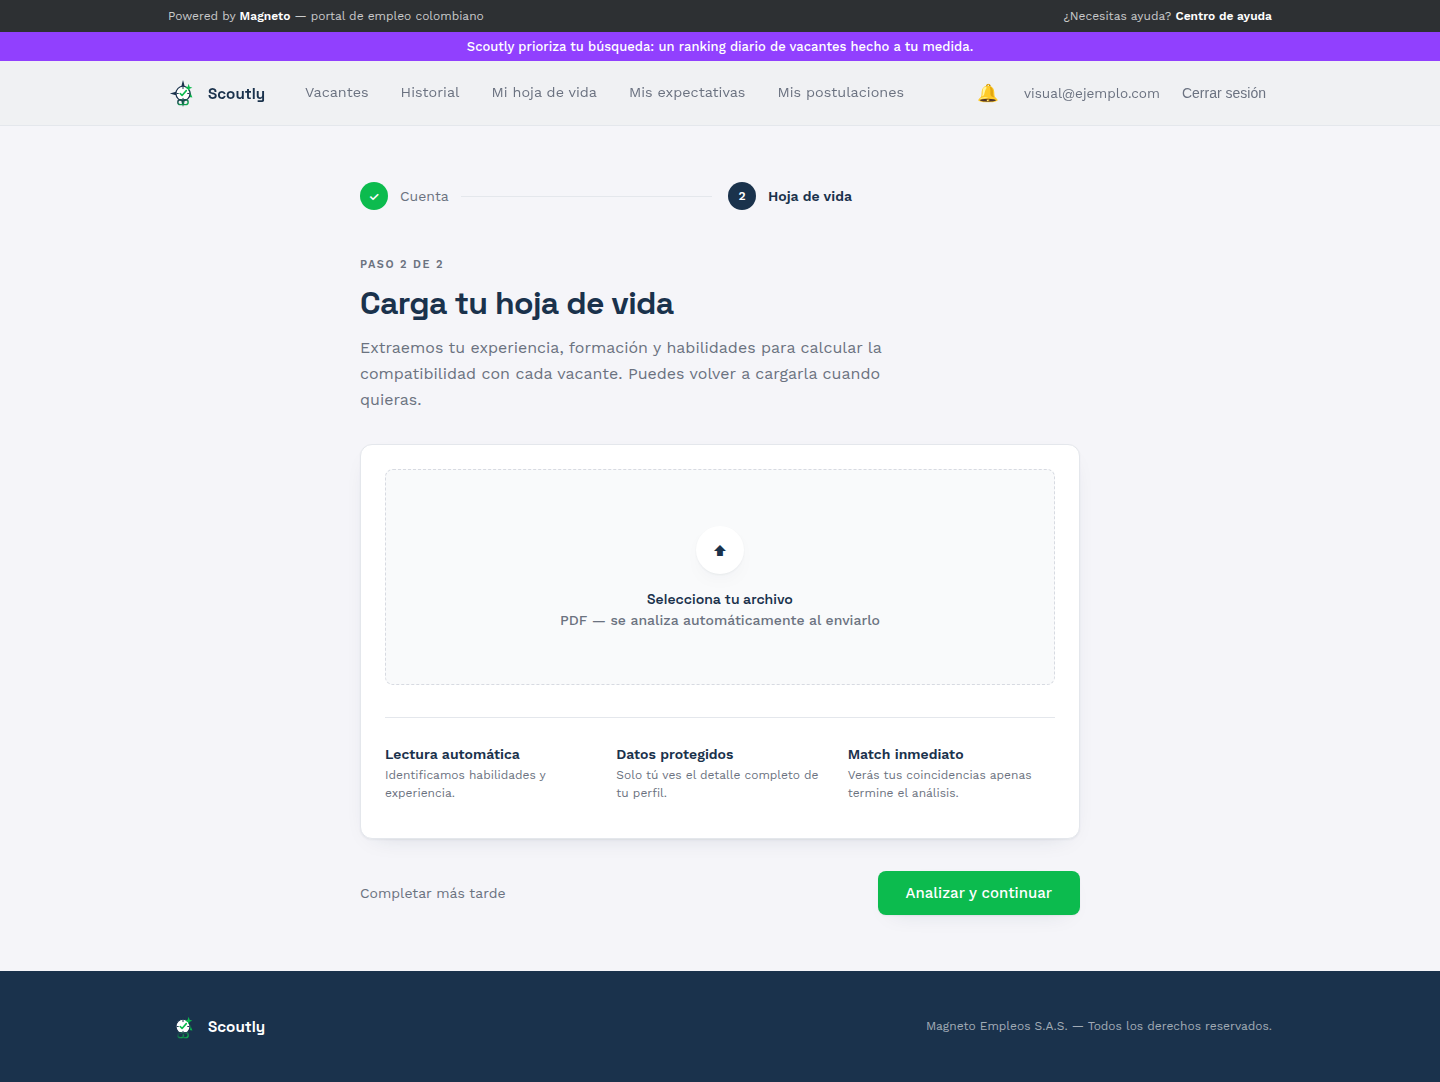 Powered by Magneto — portal de empleo colombiano
¿Necesitas ayuda? Centro de ayuda
Scoutly prioriza tu búsqueda: un ranking diario de vacantes hecho a tu medida.
Scoutly
Vacantes
Historial
Mi hoja de vida
Mis expectativas
Mis postulaciones
visual@ejemplo.com
Cerrar sesión
Cuenta
2
Hoja de vida
PASO 2 DE 2
Carga tu hoja de vida
Extraemos tu experiencia, formación y habilidades para calcular la
compatibilidad con cada vacante. Puedes volver a cargarla cuando
quieras.
Selecciona tu archivo
PDF — se analiza automáticamente al enviarlo
Lectura automática
Identificamos habilidades y
experiencia.
Datos protegidos
Solo tú ves el detalle completo de
tu perfil.
Match inmediato
Verás tus coincidencias apenas
termine el análisis.
Completar más tarde
Analizar y continuar
Scoutly
Magneto Empleos S.A.S. — Todos los derechos reservados.